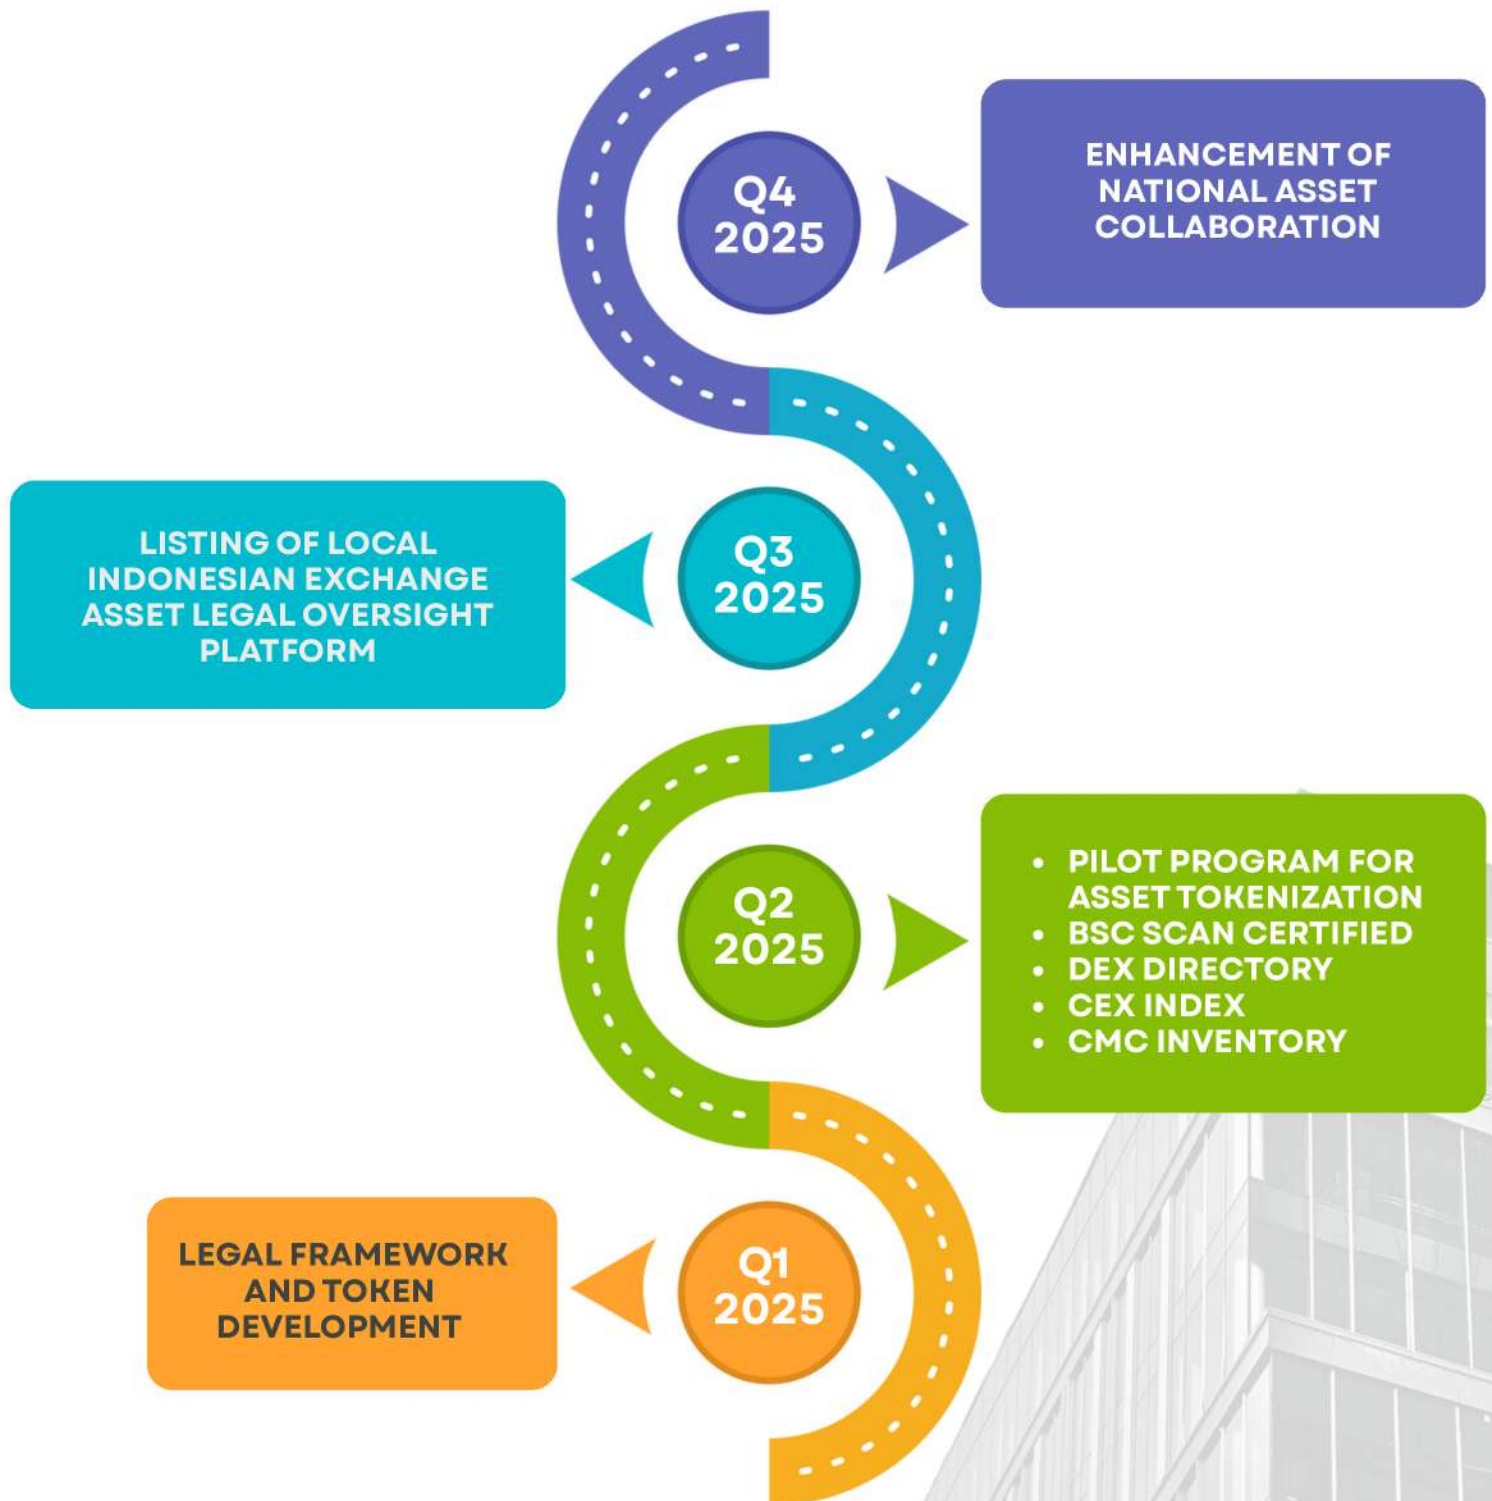 Q4
2025
ENHANCEMENT OF
NATIONAL ASSET
COLLABORATION
LISTING OF LOCAL
INDONESIAN EXCHANGE
ASSET LEGAL OVERSIGHT
PLATFORM
Q3
2025
Q2
2025
• PILOT PROGRAM FOR
ASSET TOKENIZATION
• BSC SCAN CERTIFIED
• DEX DIRECTORY
• CEX INDEX
• CMC INVENTORY
LEGAL FRAMEWORK
AND TOKEN
DEVELOPMENT
Q1
2025